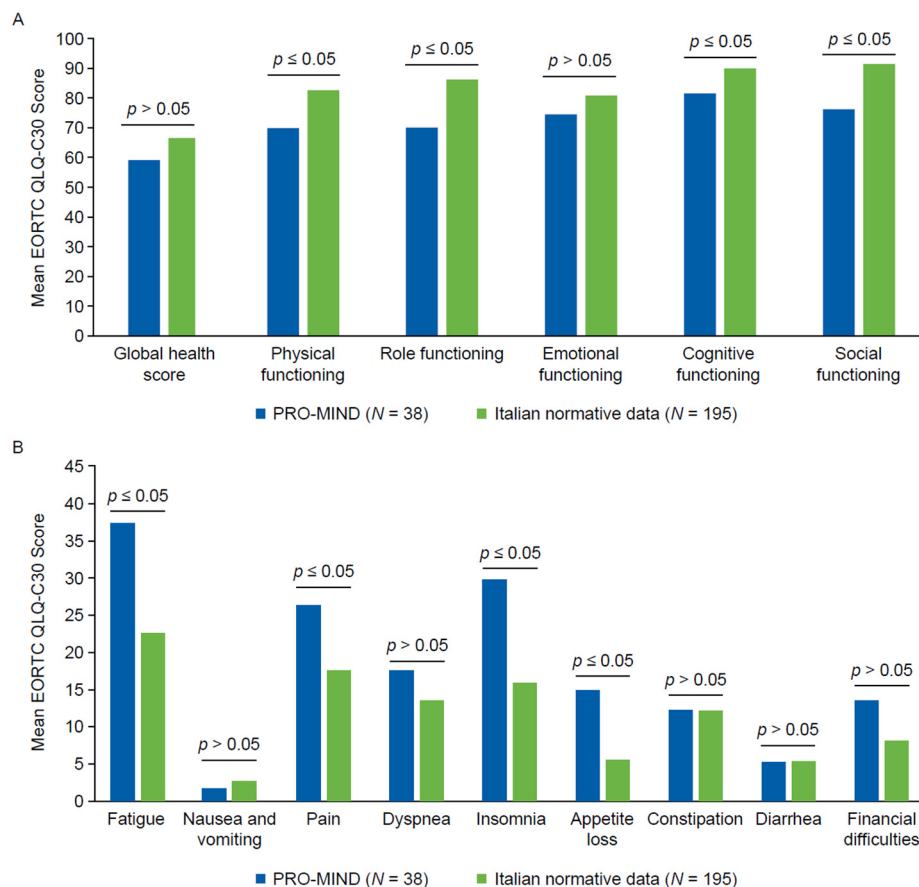 A
Mean EORTC QLQ-C30 Score
100
90
80
70
60
50
40
30
20
10
0
p > 0.05
p ≤ 0.05
p ≤ 0.05
p > 0.05
p ≤ 0.05
p ≤ 0.05
Global health
score
Physical
functioning
Role functioning
Emotional
functioning
Cognitive
functioning
Social
functioning
PRO-MIND (N = 38)
Italian normative data (N = 195)
B
Mean EORTC QLQ-C30 Score
45
40
35
30
25
20
15
10
5
0
p ≤ 0.05
p > 0.05
p ≤ 0.05
p > 0.05
p ≤ 0.05
p ≤ 0.05
p > 0.05
p > 0.05
p > 0.05
Fatigue
Nausea and
vomiting
Pain
Dyspnea
Insomnia
Appetite
loss
Constipation
Diarrhea
Financial
difficulties
PRO-MIND (N = 38)
Italian normative data (N = 195)